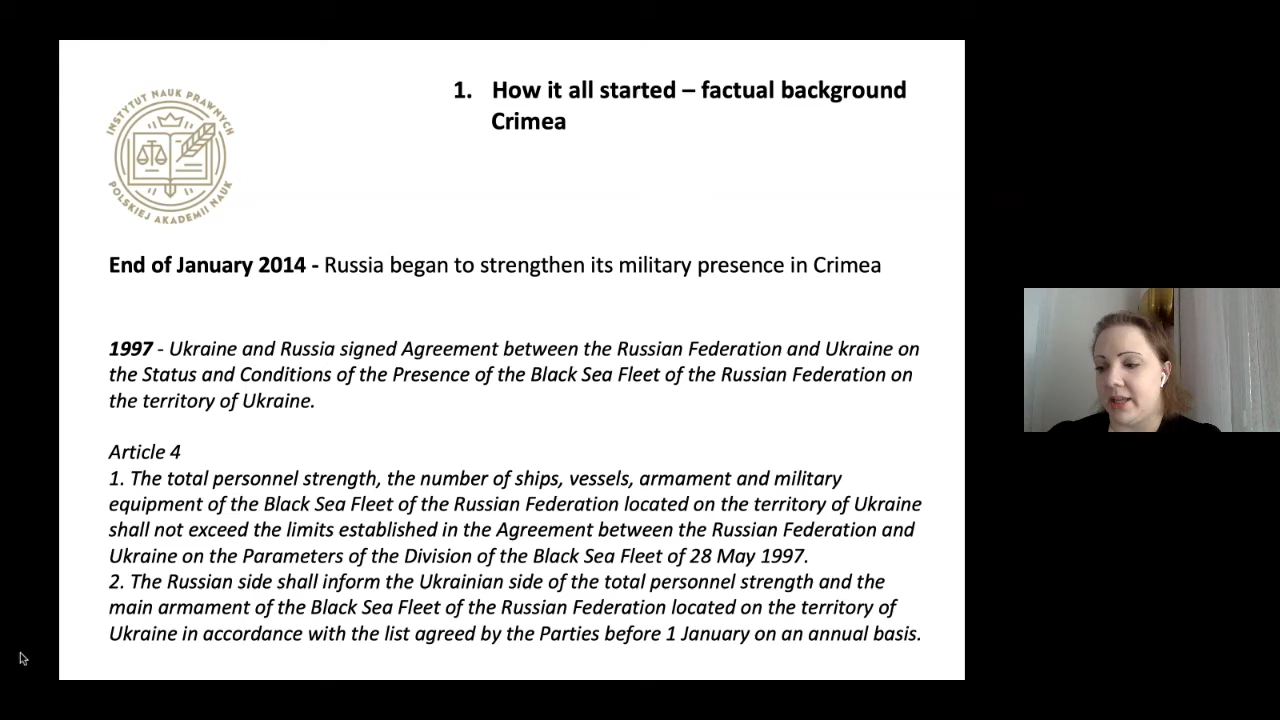 INSTYTUT NAUK PRAWNYCH
POLSKIEJ AKADEMII NAUK
1. How it all started – factual background
Crimea
End of January 2014 - Russia began to strengthen its military presence in Crimea
1997 - Ukraine and Russia signed Agreement between the Russian Federation and Ukraine on
the Status and Conditions of the Presence of the Black Sea Fleet of the Russian Federation on
the territory of Ukraine.
Article 4
1. The total personnel strength, the number of ships, vessels, armament and military
equipment of the Black Sea Fleet of the Russian Federation located on the territory of Ukraine
shall not exceed the limits established in the Agreement between the Russian Federation and
Ukraine on the Parameters of the Division of the Black Sea Fleet of 28 May 1997.
2. The Russian side shall inform the Ukrainian side of the total personnel strength and the
main armament of the Black Sea Fleet of the Russian Federation located on the territory of
Ukraine in accordance with the list agreed by the Parties before 1 January on an annual basis.